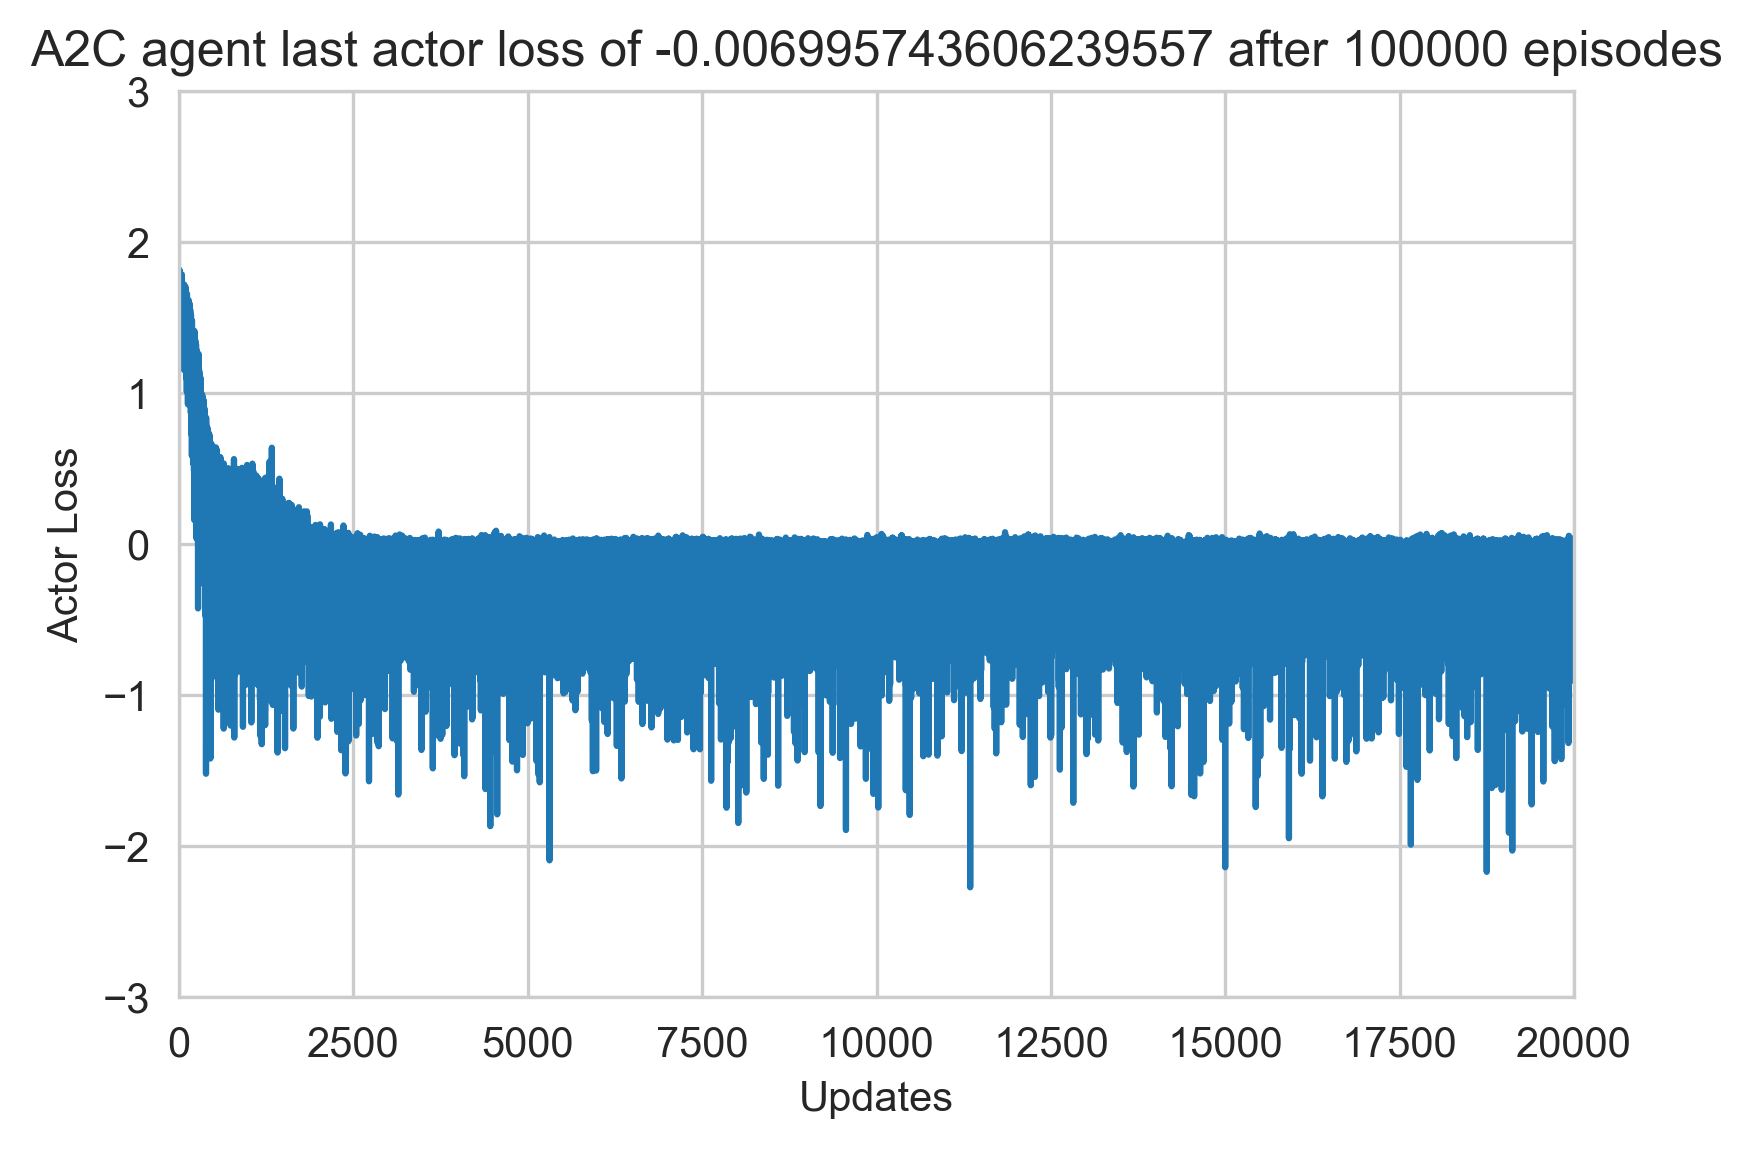 A2C agent last actor loss of -0.006995743606239557 after 100000 episodes
3
2
1
0
−1
−2
−3
Actor Loss
0 2500 5000 7500 10000 12500 15000 17500 20000
Updates